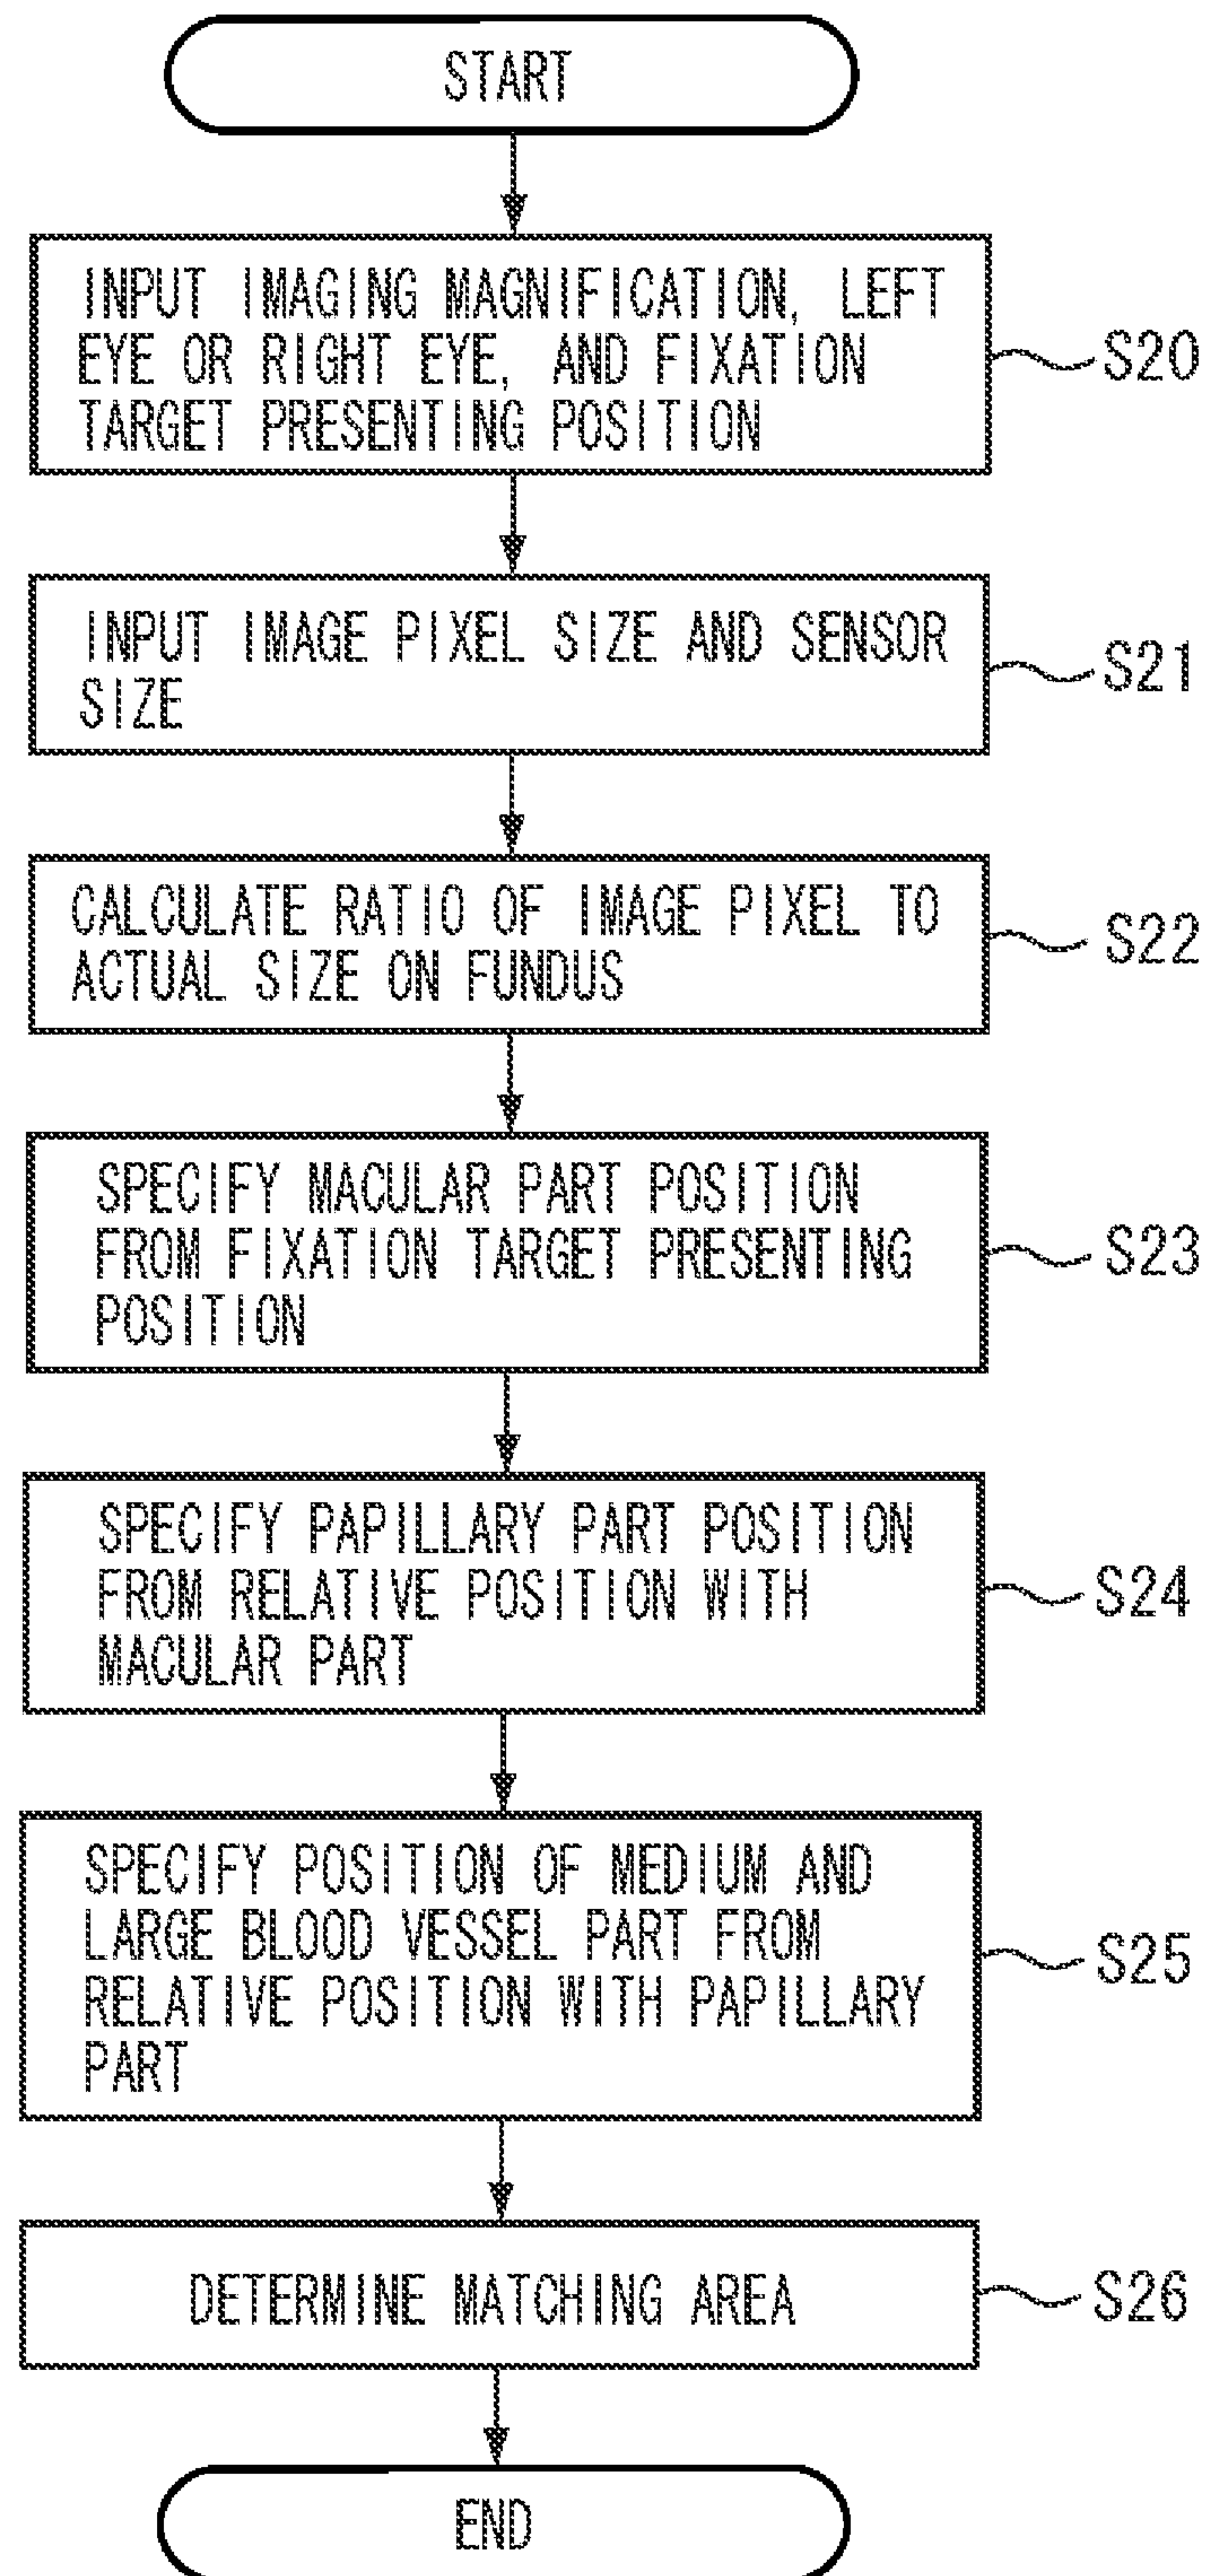 START
INPUT IMAGING MAGNIFICATION, LEFT
EYE OR RIGHT EYE, AND FIXATION
TARGET PRESENTING POSITION
S20
INPUT IMAGE PIXEL SIZE AND SENSOR
SIZE
S21
CALCULATE RATIO OF IMAGE PIXEL TO
ACTUAL SIZE ON FUNDUS
S22
SPECIFY MACULAR PART POSITION
FROM FIXATION TARGET PRESENTING
POSITION
S23
SPECIFY PAPILLARY PART POSITION
FROM RELATIVE POSITION WITH
MACULAR PART
S24
SPECIFY POSITION OF MEDIUM AND
LARGE BLOOD VESSEL PART FROM
RELATIVE POSITION WITH PAPILLARY
PART
S25
DETERMINE MATCHING AREA
S26
END